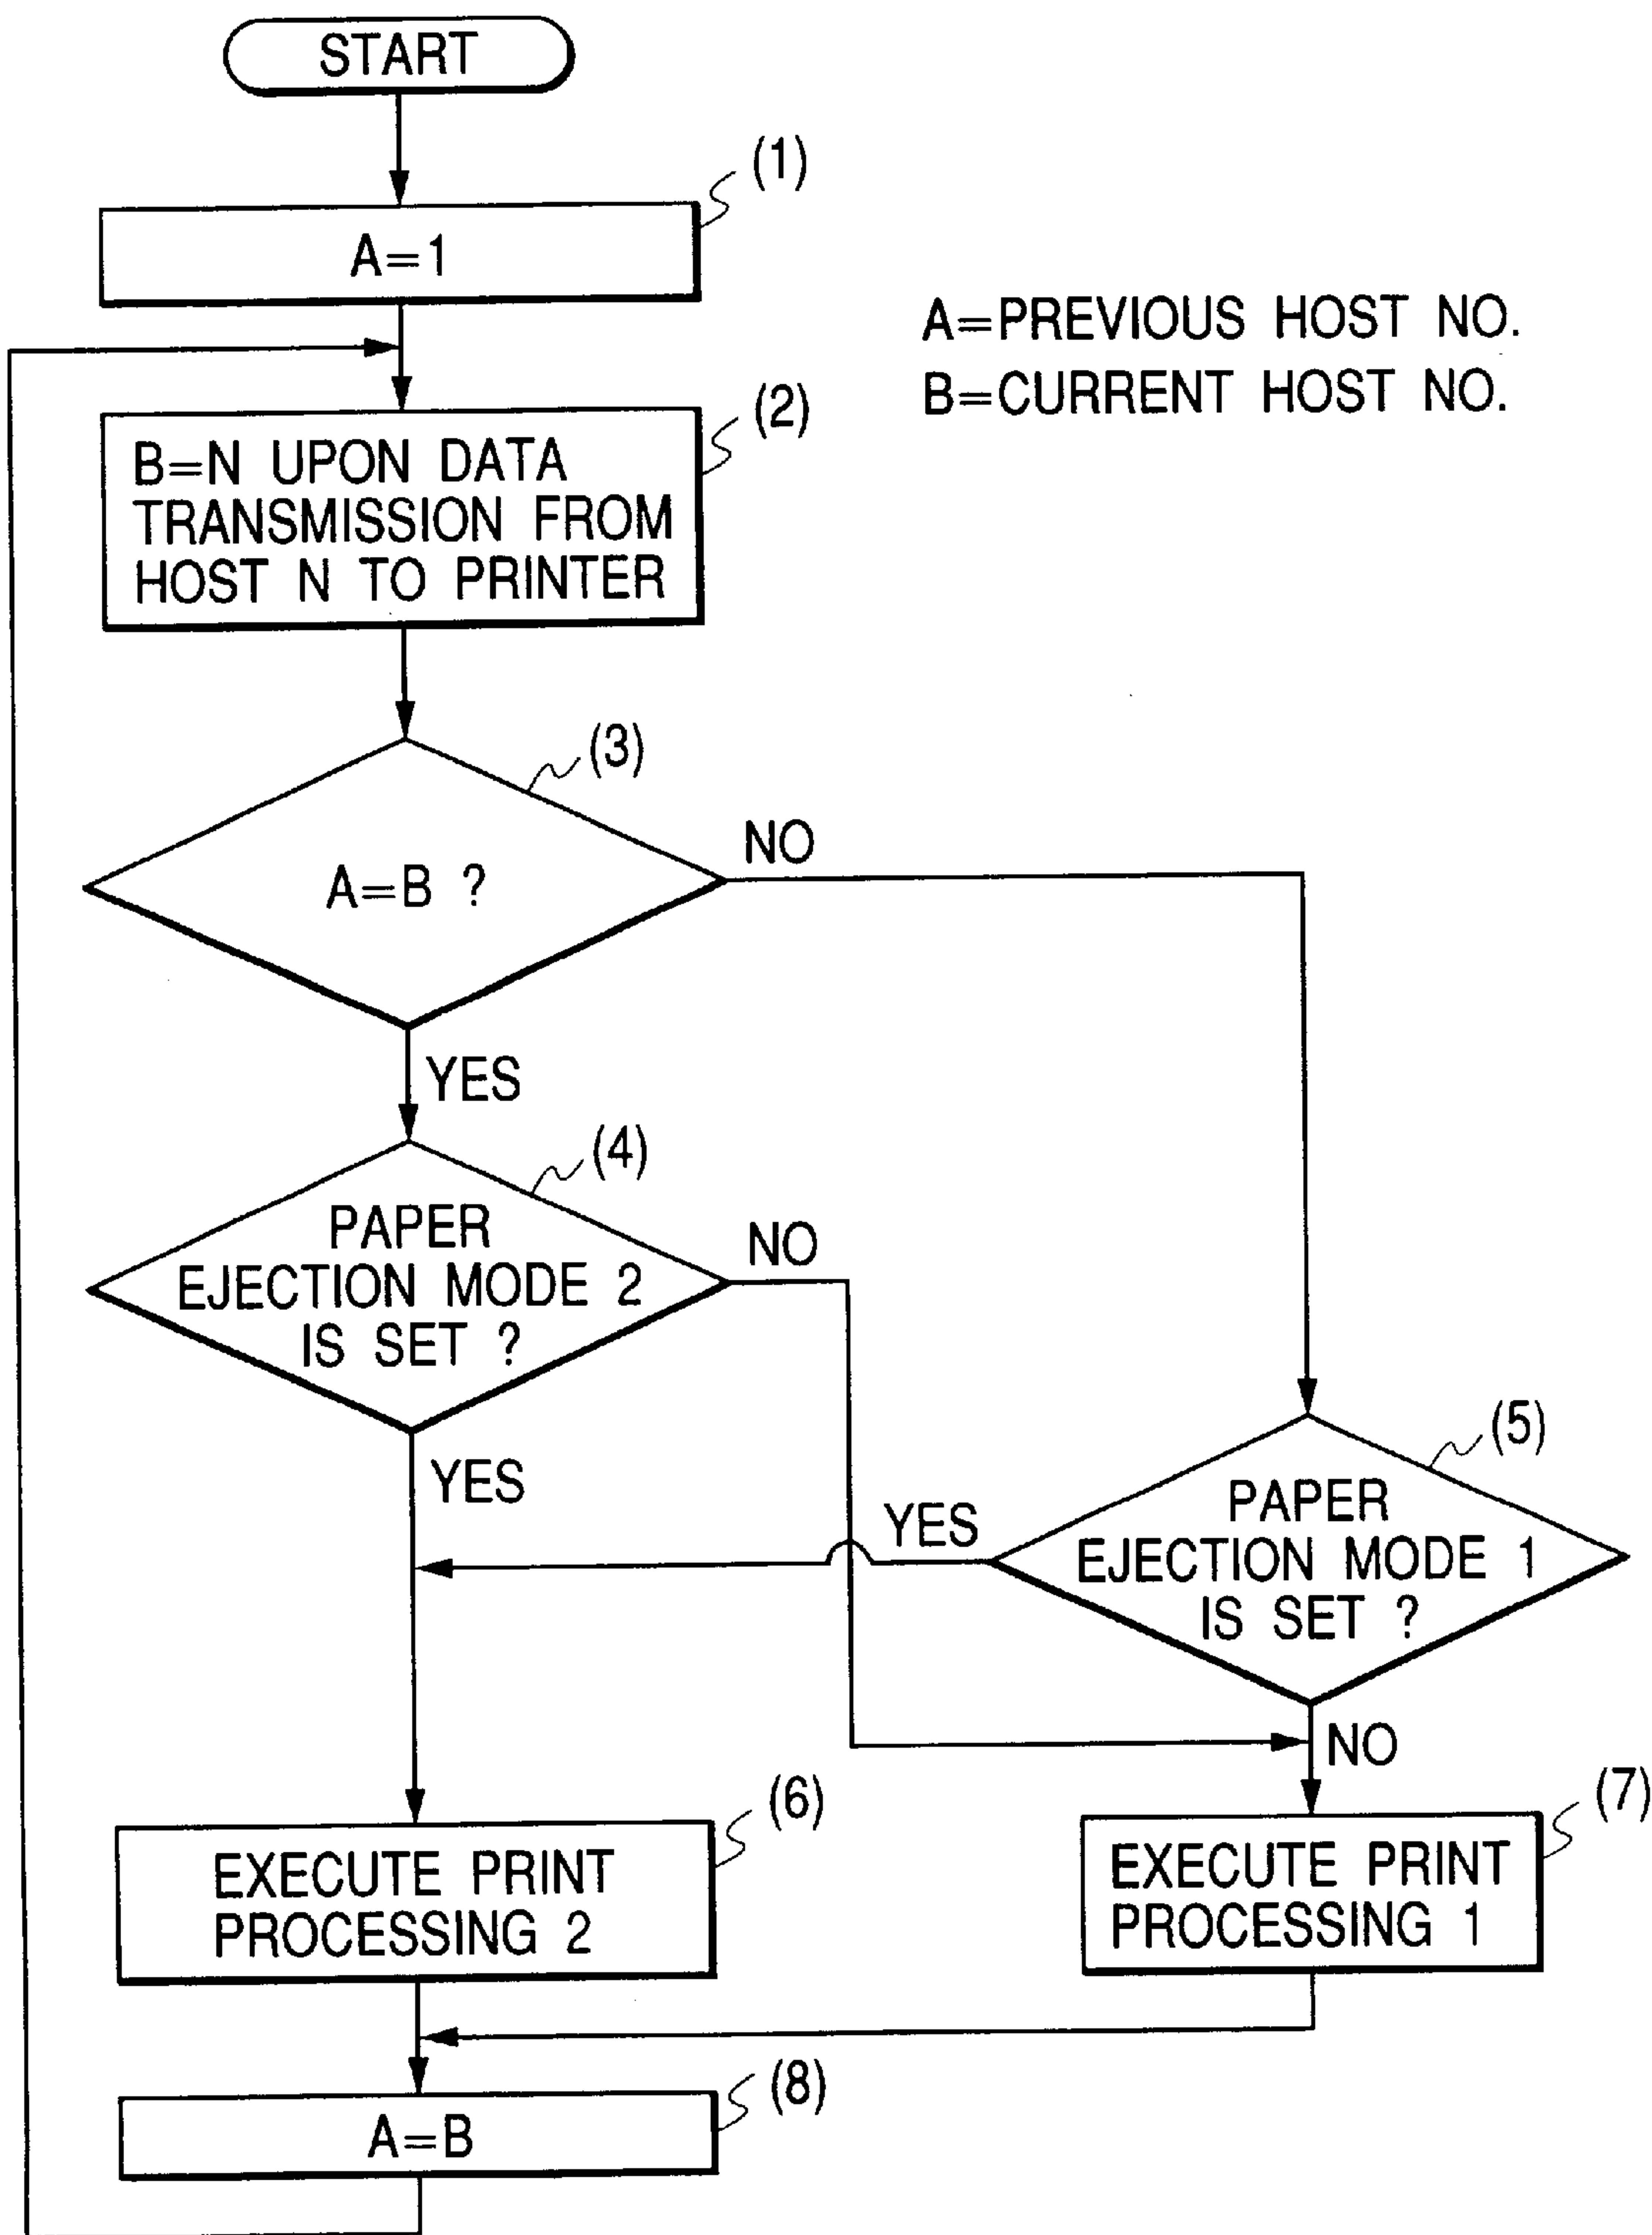 START
(1)
A=1
A=PREVIOUS HOST NO.
B=CURRENT HOST NO.
(2)
B=N UPON DATA
TRANSMISSION FROM
HOST N TO PRINTER
(3)
A=B ?
NO
YES
(4)
PAPER
EJECTION MODE 2
IS SET ?
NO
YES
(5)
PAPER
EJECTION MODE 1
IS SET ?
YES
NO
(6)
EXECUTE PRINT
PROCESSING 2
(7)
EXECUTE PRINT
PROCESSING 1
(8)
A=B